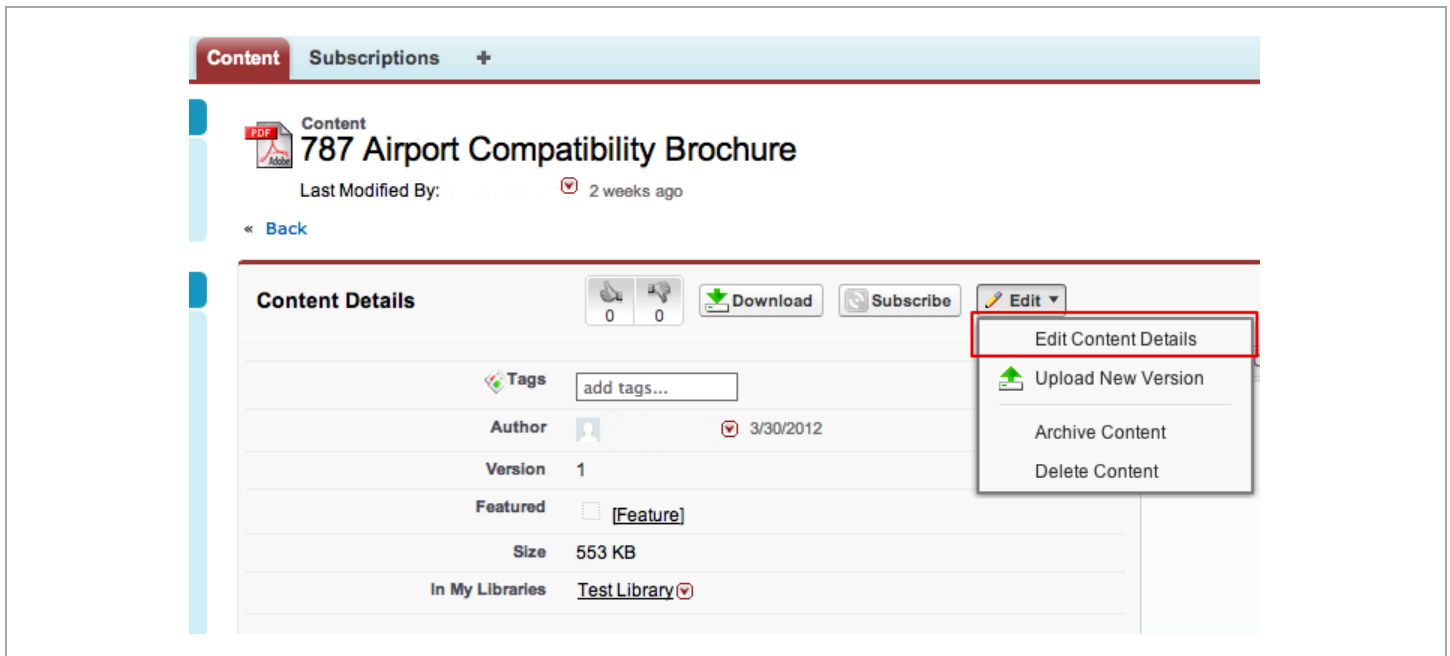 Content Subscriptions +
PDF
Adobe
Content
787 Airport Compatibility Brochure
Last Modified By: 2 weeks ago
« Back
Content Details
0 0
Download Subscribe Edit
Edit Content Details
Upload New Version
Archive Content
Delete Content
Tags add tags...
Author 3/30/2012
Version 1
Featured [Feature]
Size 553 KB
In My Libraries Test Library